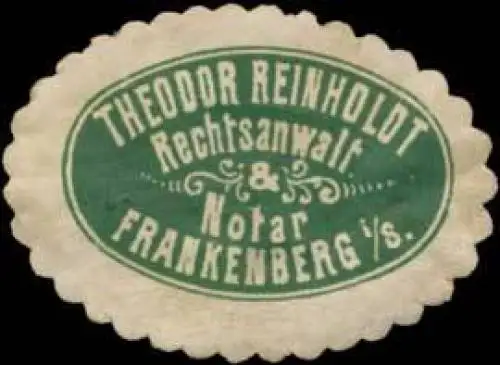 THEODOR REINHOLDT
Rechtsanwalt
&
Notar
FRANKENBERG i/S.